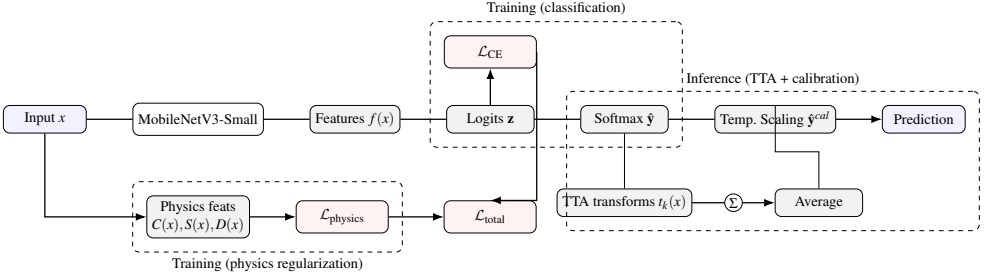 Training (classification)
ℒ_CE
Inference (TTA + calibration)
Input x
MobileNetV3-Small
Features f(x)
Logits z
Softmax ŷ
Temp. Scaling ŷ^cal
Prediction
Physics feats
C(x), S(x), D(x)
ℒ_physics
ℒ_total
TTA transforms t_k(x)
Σ
Average
Training (physics regularization)